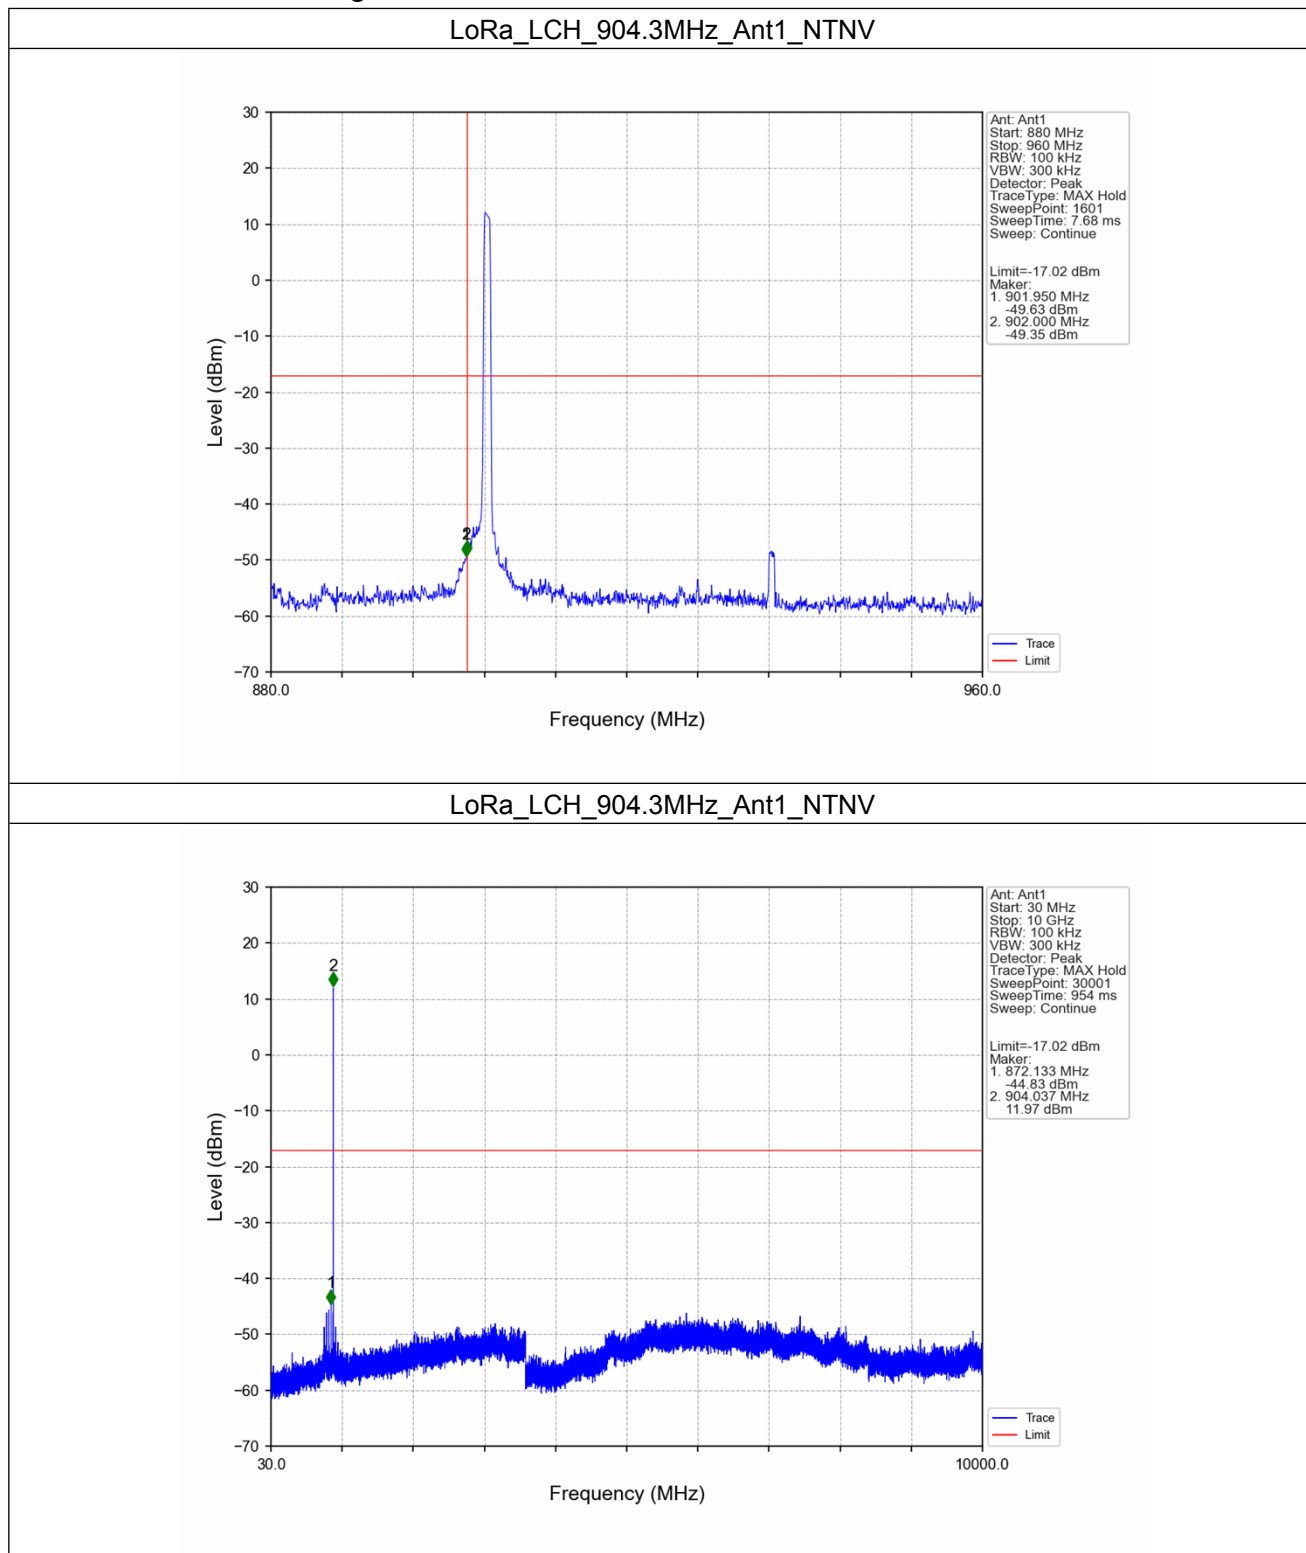 LoRa_LCH_904.3MHz_Ant1_NTNV
30
20
10
0
−10
−20
−30
−40
−50
−60
−70
Level (dBm)
2
880.0
960.0
Frequency (MHz)
Ant: Ant1
Start: 880 MHz
Stop: 960 MHz
RBW: 100 kHz
VBW: 300 kHz
Detector: Peak
TraceType: MAX Hold
SweepPoint: 1601
SweepTime: 7.68 ms
Sweep: Continue
Limit=-17.02 dBm
Maker:
1. 901.950 MHz
-49.63 dBm
2. 902.000 MHz
-49.35 dBm
Trace
Limit
LoRa_LCH_904.3MHz_Ant1_NTNV
30
20
10
0
−10
−20
−30
−40
−50
−60
−70
Level (dBm)
2
1
30.0
10000.0
Frequency (MHz)
Ant: Ant1
Start: 30 MHz
Stop: 10 GHz
RBW: 100 kHz
VBW: 300 kHz
Detector: Peak
TraceType: MAX Hold
SweepPoint: 30001
SweepTime: 954 ms
Sweep: Continue
Limit=-17.02 dBm
Maker:
1. 872.133 MHz
-44.83 dBm
2. 904.037 MHz
11.97 dBm
Trace
Limit